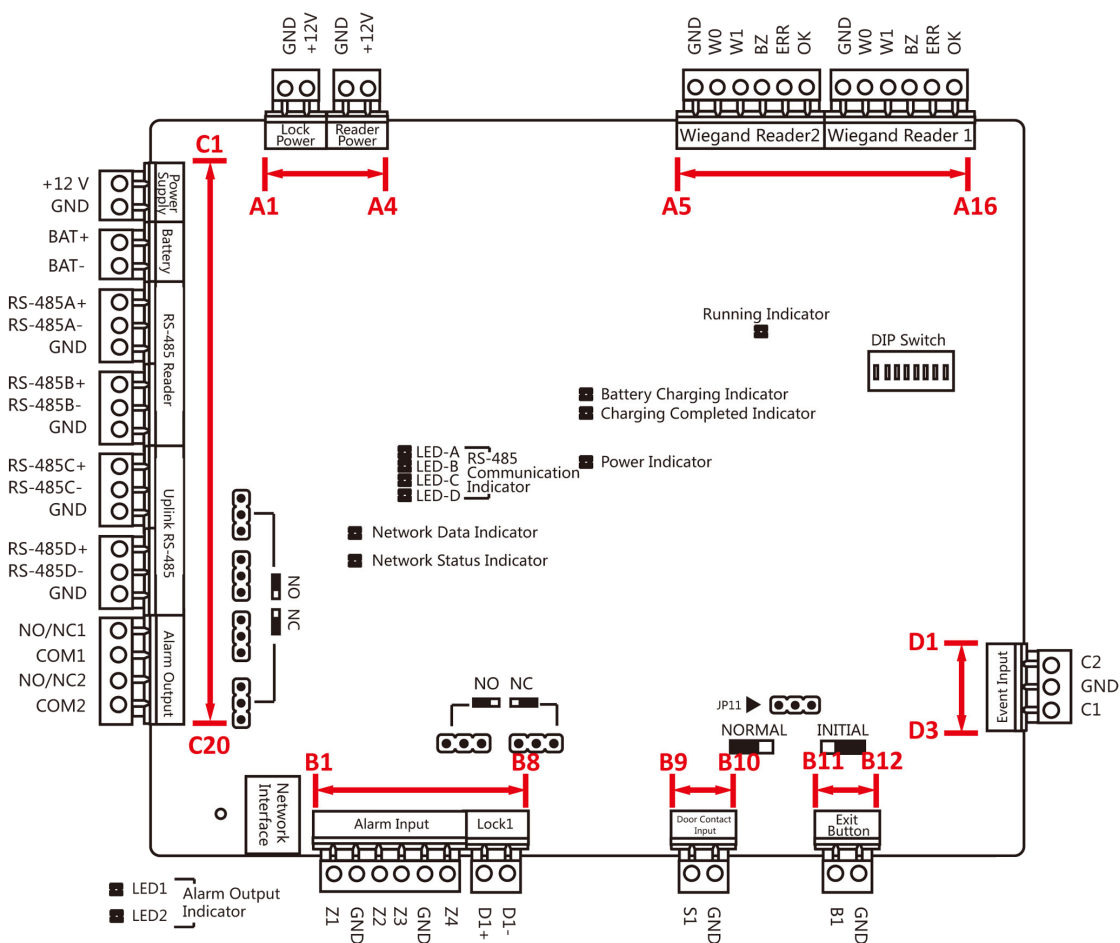 GND
+12V
GND
+12V
GND
W0
W1
BZ
ERR
OK
GND
W0
W1
BZ
ERR
OK
Lock
Power
Reader
Power
Wiegand Reader2
Wiegand Reader 1
C1
A1
A4
A5
A16
+12 V
GND
Power
Supply
BAT+
BAT-
Battery
RS-485A+
RS-485A-
GND
RS-485B+
RS-485B-
GND
RS-485 Reader
RS-485C+
RS-485C-
GND
RS-485D+
RS-485D-
GND
Uplink RS-485
NO/NC1
COM1
NO/NC2
COM2
Alarm Output
C20
NO
NC
Running Indicator
DIP Switch
Battery Charging Indicator
Charging Completed Indicator
Power Indicator
LED-A
LED-B
LED-C
LED-D
RS-485
Communication
Indicator
Network Data Indicator
Network Status Indicator
D1
D3
Event Input
C2
GND
C1
NO
NC
JP11
NORMAL
INITIAL
B1
B8
B9
B10
B11
B12
Network
Interface
Alarm Input
Lock1
Door Contact
Input
Exit
Button
Z1
GND
Z2
Z3
GND
Z4
D1+
D1-
S1
GND
B1
GND
LED1
LED2
Alarm Output
Indicator